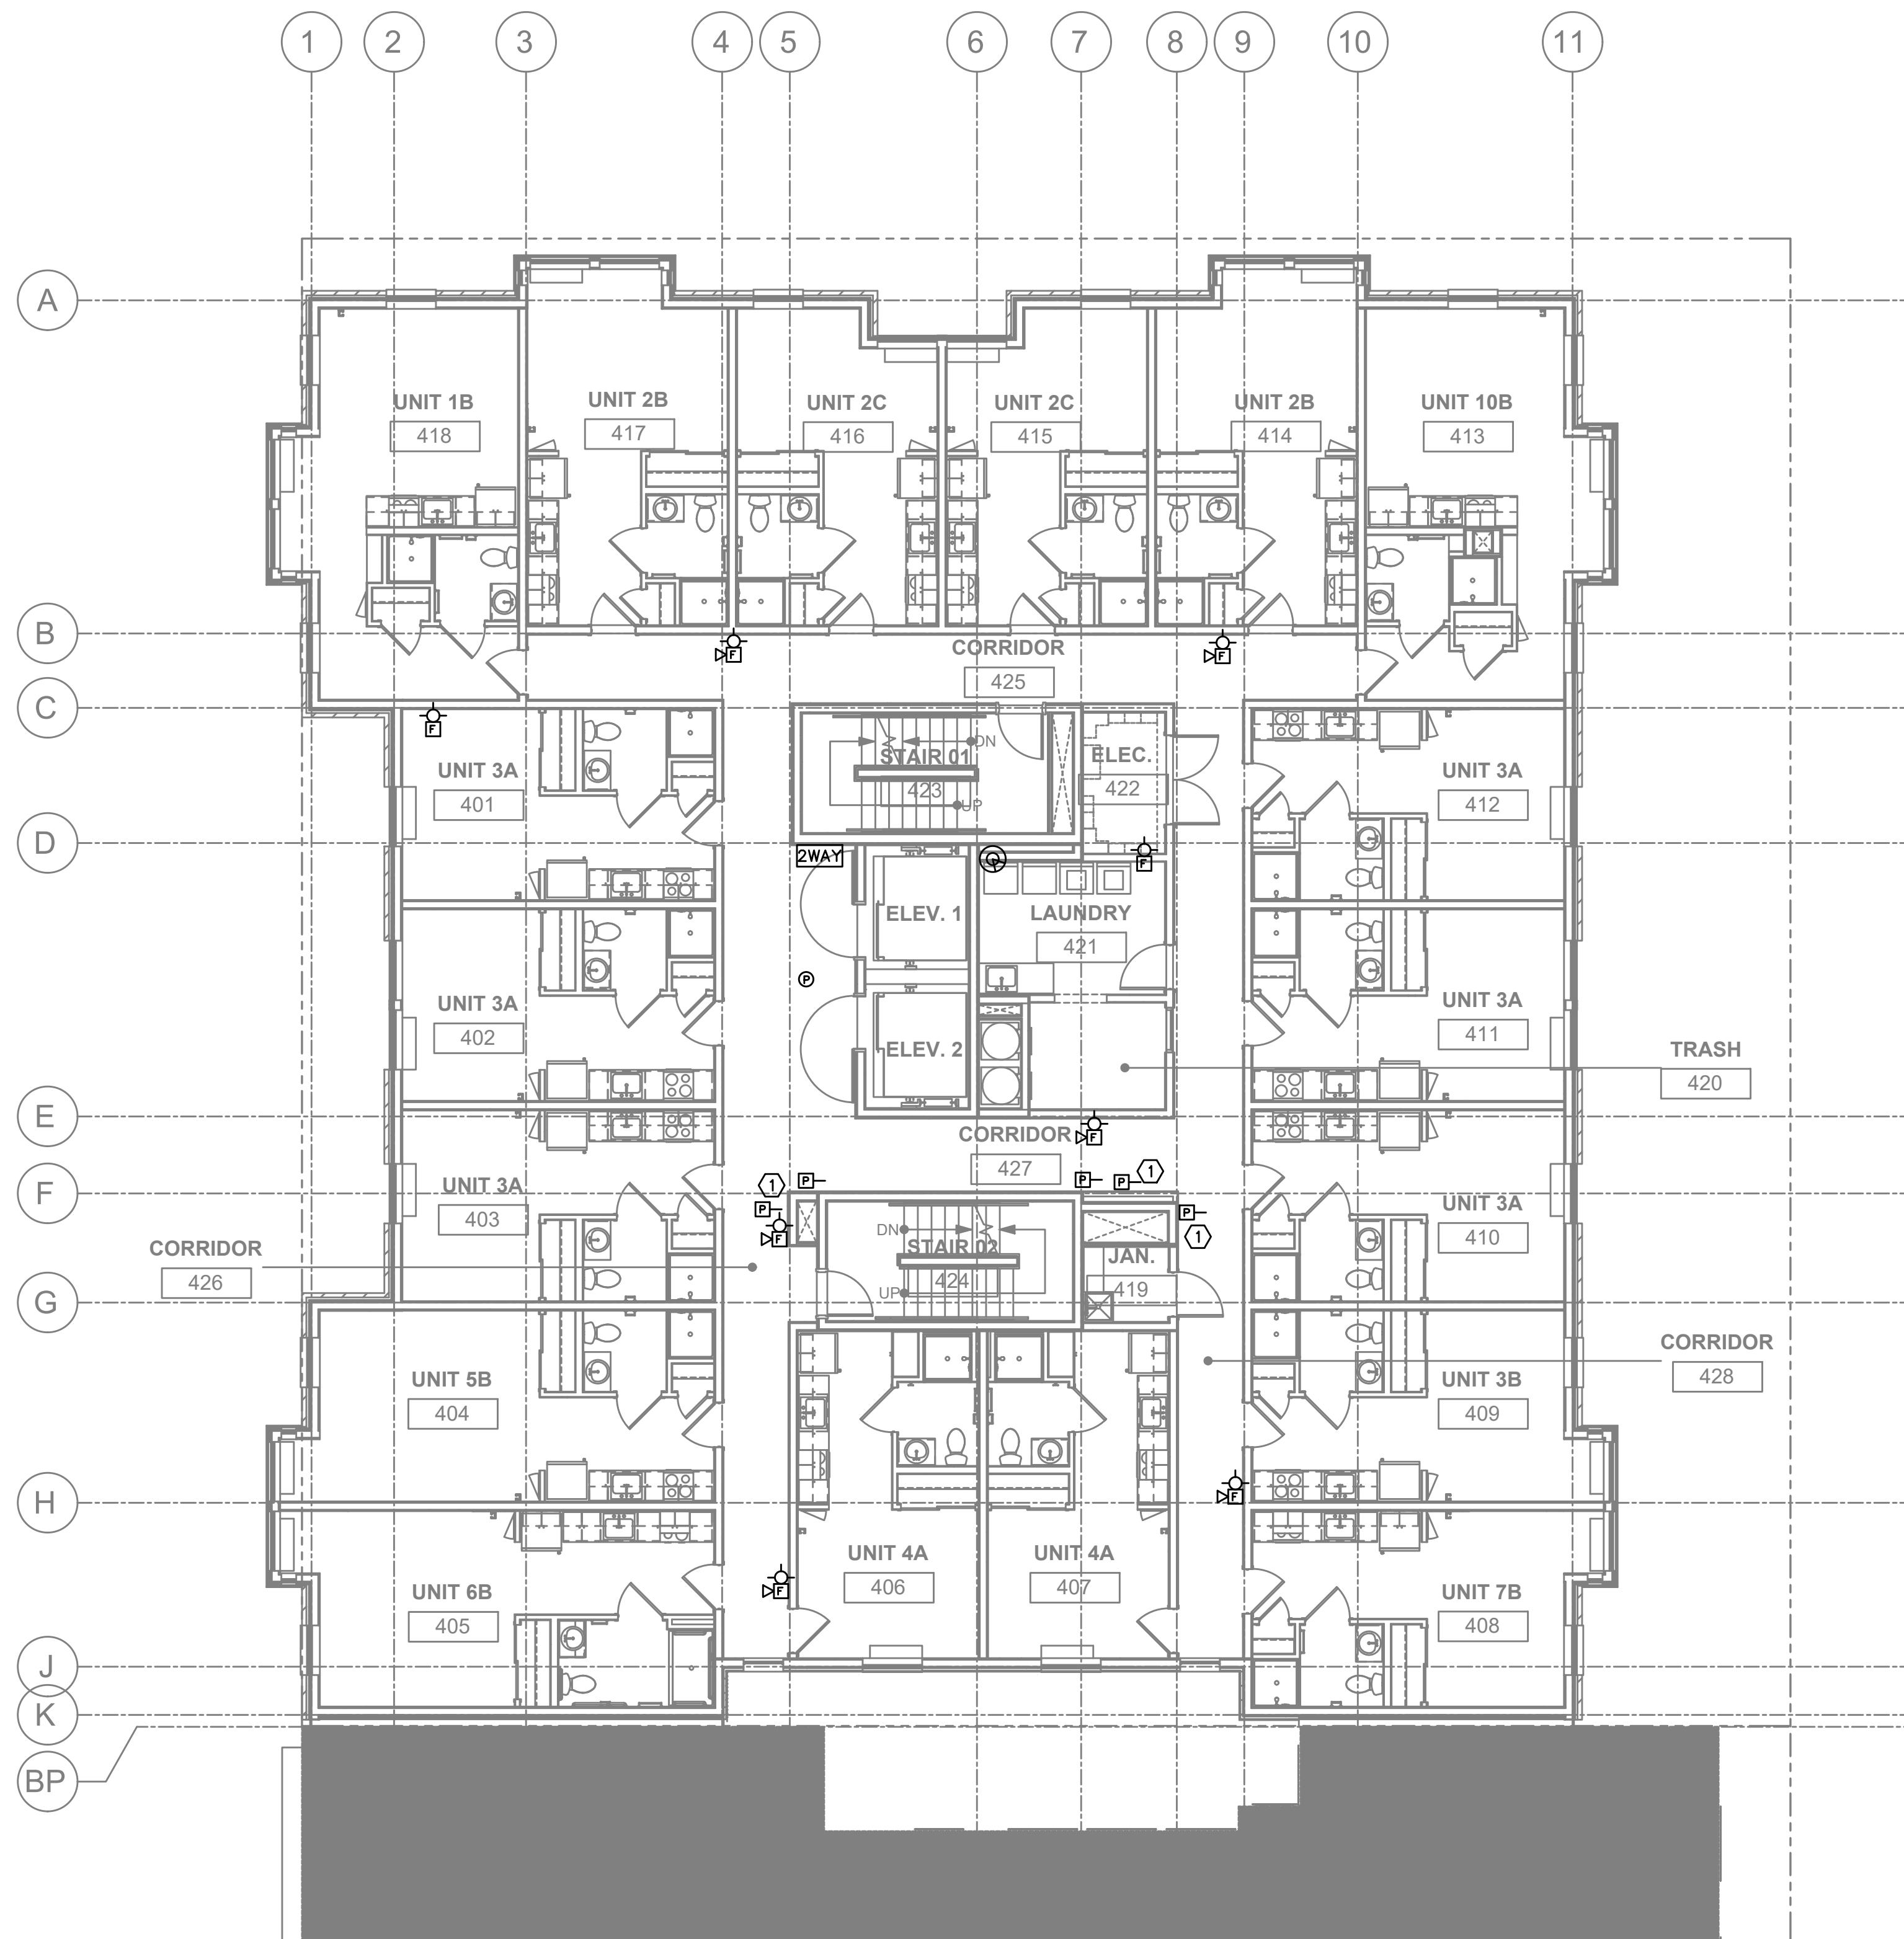 1 2 3 4 5 6 7 8 9 10 11
A
UNIT 1B
418
UNIT 2B
417
UNIT 2C
416
UNIT 2C
415
UNIT 2B
414
UNIT 10B
413
B
F
F
CORRIDOR
425
C
F
UNIT 3A
401
STAIR 01
423
DN
UP
ELEC.
422
UNIT 3A
412
D
2WAY
F
ELEV. 1
LAUNDRY
421
P
UNIT 3A
402
ELEV. 2
UNIT 3A
411
TRASH
420
E
F
CORRIDOR
427
F
UNIT 3A
403
1
P
P
F
P
P
1
P
1
UNIT 3A
410
CORRIDOR
426
DN
STAIR 02
424
UP
JAN.
419
G
CORRIDOR
428
UNIT 5B
404
UNIT 3B
409
H
F
UNIT 4A
406
UNIT 4A
407
F
UNIT 6B
405
UNIT 7B
408
J
K
BP